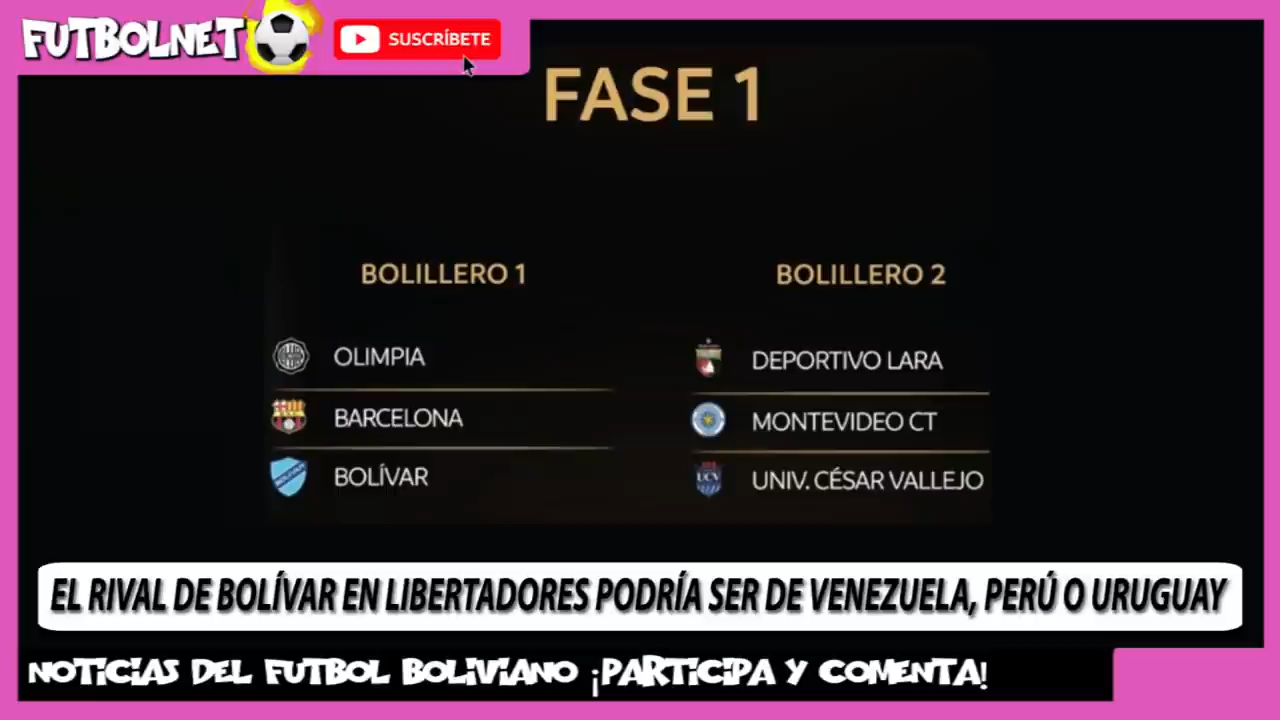 FUTBOLNET
SUSCRÍBETE
FASE 1
BOLILLERO 1
OLIMPIA
BARCELONA
BOLÍVAR
BOLILLERO 2
DEPORTIVO LARA
MONTEVIDEO CT
UCV
UNIV. CÉSAR VALLEJO
EL RIVAL DE BOLÍVAR EN LIBERTADORES PODRÍA SER DE VENEZUELA, PERÚ O URUGUAY
NOTICIAS DEL FUTBOL BOLIVIANO ¡PARTICIPA Y COMENTA!